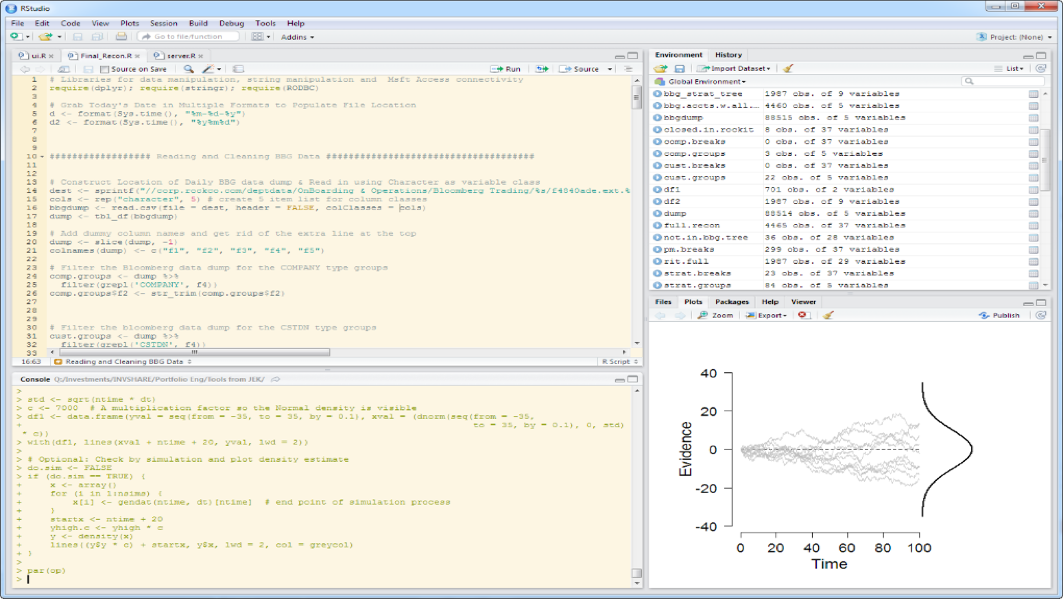 RStudio
File Edit Code View Plots Session Build Debug Tools Help
Go to file/function Addins Project: (None)
ui.R Final_Recon.R server.R
Source on Save Run Source
1 # Libraries for data manipulation, string manipulation and Msft Access connectivity
2 require(dplyr); require(stringr); require(RODBC)
3
4 # Grab Today's Date in Multiple Formats to Populate File Location
5 d <- format(Sys.time(), "%m-%d-%y")
6 d2 <- format(Sys.time(), "%y%m%d")
7
8
9
10 ################## Reading and Cleaning BBG Data #####################################
11
12
13 # Construct Location of Daily BBG data dump & Read in using Character as variable class
14 dest <- sprintf("//corp.rockco.com/deptdata/OnBoarding & Operations/Bloomberg Trading/%s/f4840ade.ext.%
15 cols <- rep("character", 5) # create 5 item list for column classes
16 bbgdump <- read.csv(file = dest, header = FALSE, colClasses = cols)
17 dump <- tbl_df(bbgdump)
18
19 # Add dummy column names and get rid of the extra line at the top
20 dump <- slice(dump, -1)
21 colnames(dump) <- c("f1", "f2", "f3", "f4", "f5")
22
23 # Filter the Bloomberg data dump for the COMPANY type groups
24 comp.groups <- dump %>%
25 filter(grepl('COMPANY', f4))
26 comp.groups$f2 <- str_trim(comp.groups$f2)
27
28
29
30 # Filter the bloomberg data dump for the CSTDN type groups
31 cust.groups <- dump %>%
32 filter(grepl('CSTDN', f4))
33
16:63 Reading and Cleaning BBG Data R Script
Console Q:/Investments/INVSHARE/Portfolio Eng/Tools from JEK/
>
> std <- sqrt(ntime * dt)
> c <- 7000 # A multiplication factor so the Normal density is visible
> df1 <- data.frame(yval = seq(from = -35, to = 35, by = 0.1), xval = (dnorm(seq(from = -35,
+ to = 35, by = 0.1), 0, std)
* c))
> with(df1, lines(xval + ntime + 20, yval, lwd = 2))
>
> # Optional: Check by simulation and plot density estimate
> do.sim <- FALSE
> if (do.sim == TRUE) {
+ x <- array()
+ for (i in 1:nsims) {
+ x[i] <- gendat(ntime, dt)[ntime] # end point of simulation process
+ }
+ startx <- ntime + 20
+ yhigh.c <- yhigh * c
+ y <- density(x)
+ lines((y$y * c) + startx, y$x, lwd = 2, col = greycol)
+ }
>
> par(op)
>
Environment History
Import Dataset List
Global Environment
bbg_strat_tree 1987 obs. of 9 variables
bbg.accts.w.all.… 4460 obs. of 5 variables
bbgdump 88515 obs. of 5 variables
closed.in.rockit 8 obs. of 37 variables
comp.breaks 0 obs. of 37 variables
comp.groups 3 obs. of 5 variables
cust.breaks 0 obs. of 37 variables
cust.groups 22 obs. of 5 variables
df1 701 obs. of 2 variables
df2 1987 obs. of 9 variables
dump 88514 obs. of 5 variables
full.recon 4465 obs. of 37 variables
not.in.bbg.tree 36 obs. of 28 variables
pm.breaks 299 obs. of 37 variables
rit.full 1987 obs. of 29 variables
strat.breaks 23 obs. of 37 variables
strat.groups 84 obs. of 5 variables
Files Plots Packages Help Viewer
Zoom Export Publish
40
20
0
-20
-40
Evidence
0 20 40 60 80 100
Time